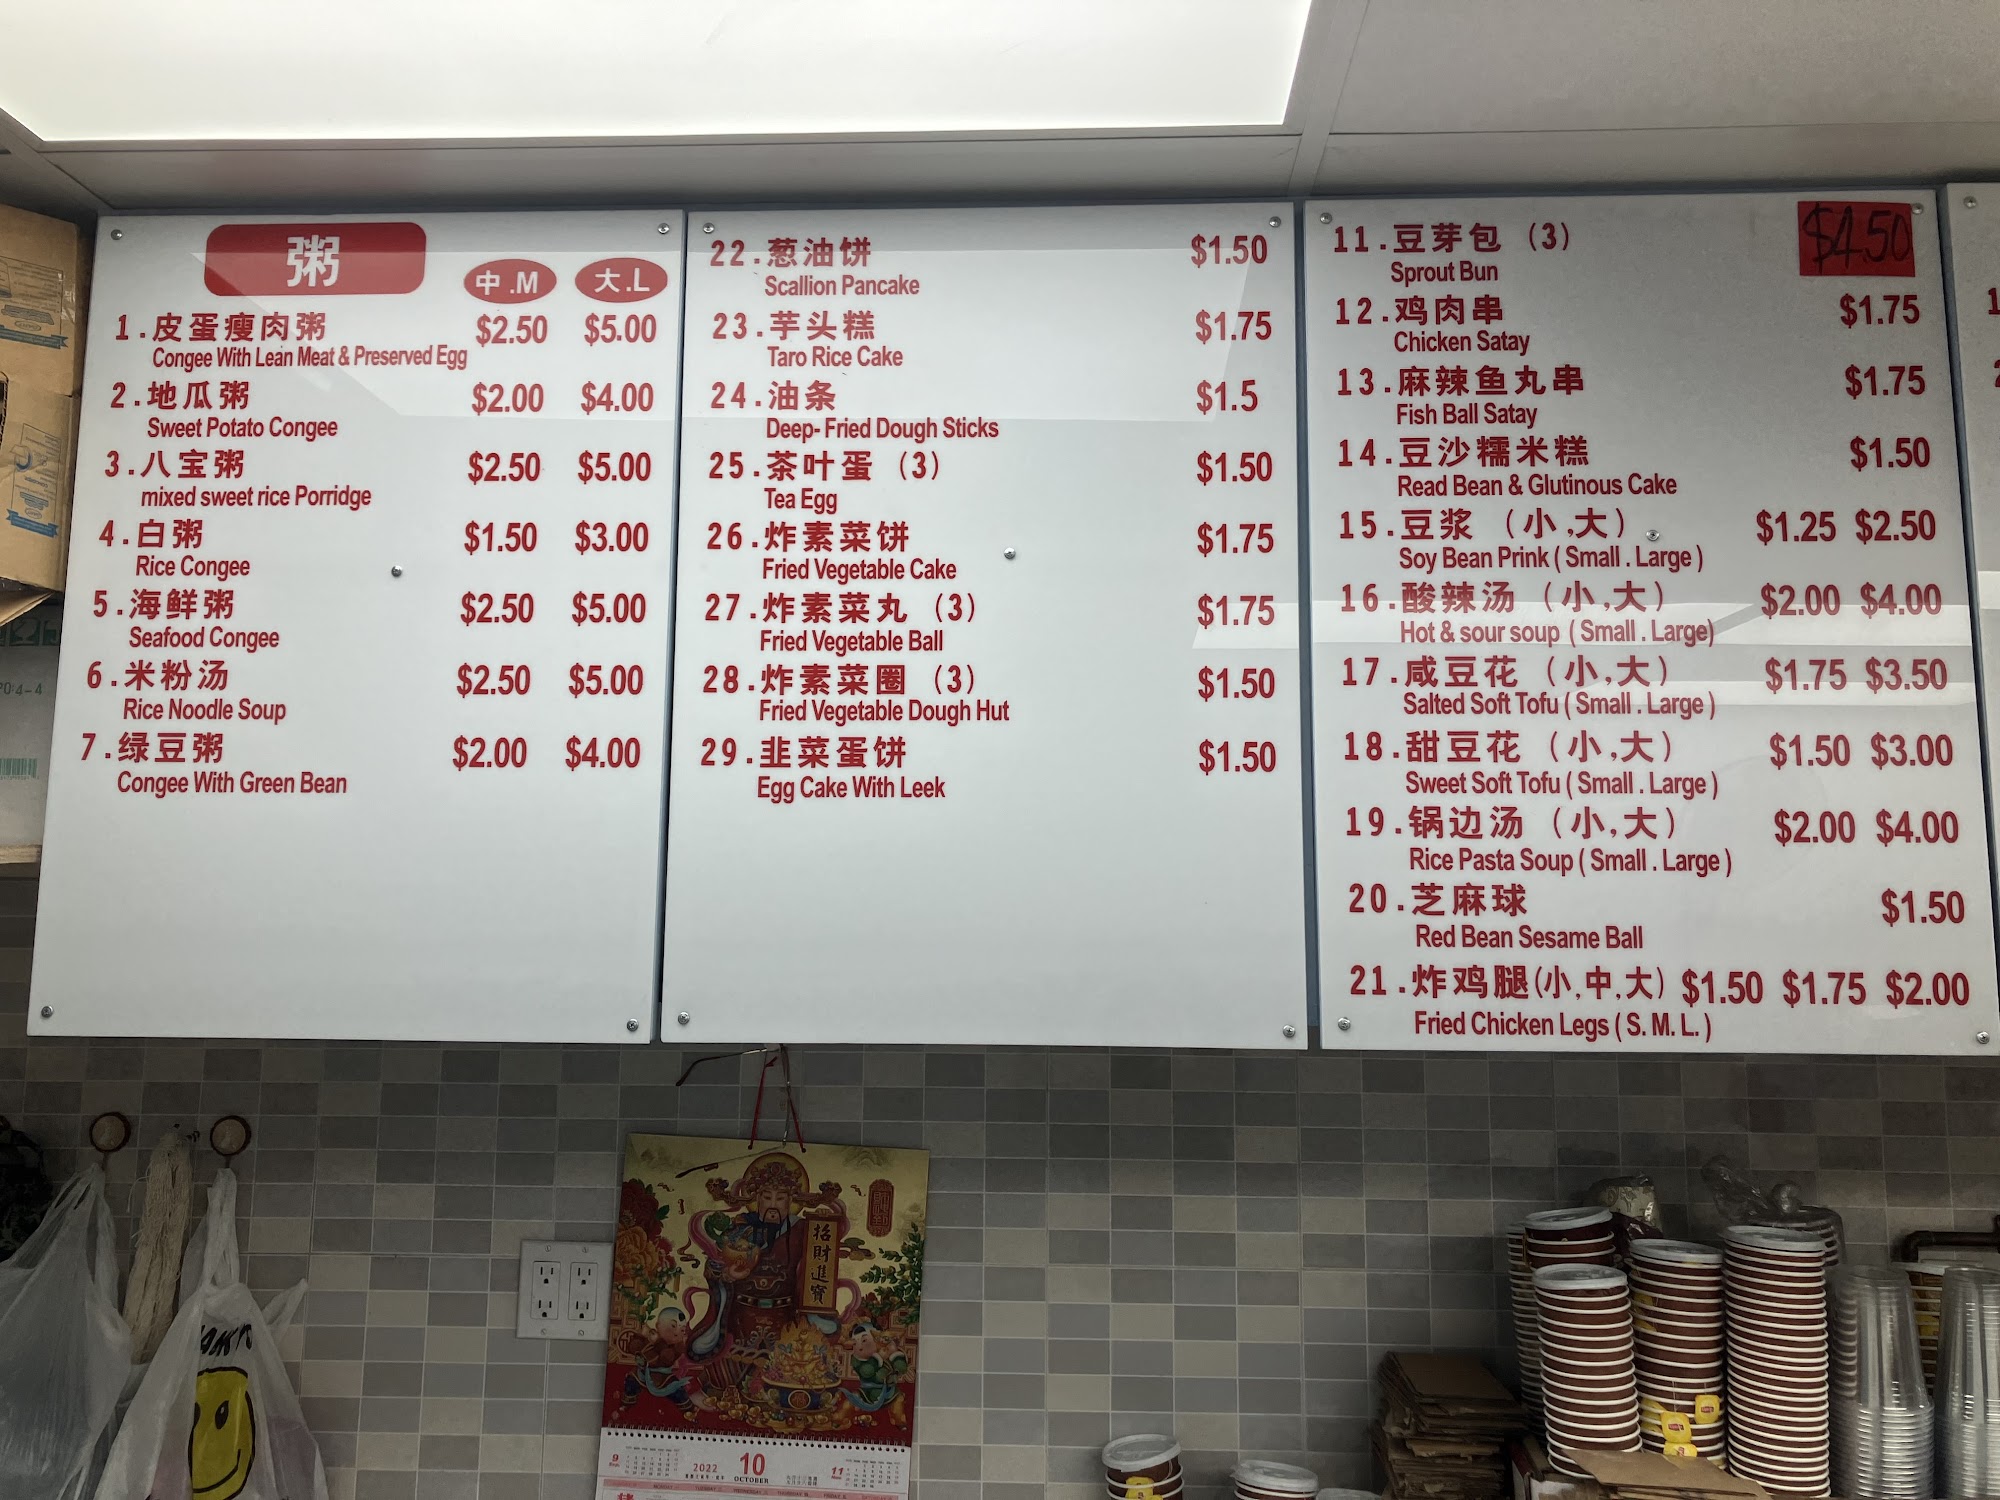 粥
中.M 大.L
1.皮蛋瘦肉粥 $2.50 $5.00
Congee With Lean Meat & Preserved Egg
2.地瓜粥 $2.00 $4.00
Sweet Potato Congee
3.八宝粥 $2.50 $5.00
mixed sweet rice Porridge
4.白粥 $1.50 $3.00
Rice Congee
5.海鲜粥 $2.50 $5.00
Seafood Congee
6.米粉汤 $2.50 $5.00
Rice Noodle Soup
7.绿豆粥 $2.00 $4.00
Congee With Green Bean
22.葱油饼 $1.50
Scallion Pancake
23.芋头糕 $1.75
Taro Rice Cake
24.油条 $1.5
Deep- Fried Dough Sticks
25.茶叶蛋 (3) $1.50
Tea Egg
26.炸素菜饼 $1.75
Fried Vegetable Cake
27.炸素菜丸 (3) $1.75
Fried Vegetable Ball
28.炸素菜圈 (3) $1.50
Fried Vegetable Dough Hut
29.韭菜蛋饼 $1.50
Egg Cake With Leek
11.豆芽包 (3) $4.50
Sprout Bun
12.鸡肉串 $1.75
Chicken Satay
13.麻辣鱼丸串 $1.75
Fish Ball Satay
14.豆沙糯米糕 $1.50
Read Bean & Glutinous Cake
15.豆浆 (小,大) $1.25 $2.50
Soy Bean Prink ( Small . Large )
16.酸辣汤 (小,大) $2.00 $4.00
Hot & sour soup ( Small . Large)
17.咸豆花 (小,大) $1.75 $3.50
Salted Soft Tofu ( Small . Large )
18.甜豆花 (小,大) $1.50 $3.00
Sweet Soft Tofu ( Small . Large )
19.锅边汤 (小,大) $2.00 $4.00
Rice Pasta Soup ( Small . Large )
20.芝麻球 $1.50
Red Bean Sesame Ball
21.炸鸡腿(小,中,大) $1.50 $1.75 $2.00
Fried Chicken Legs ( S. M. L. )
招財進寶
9 2022 10 OCTOBER 11